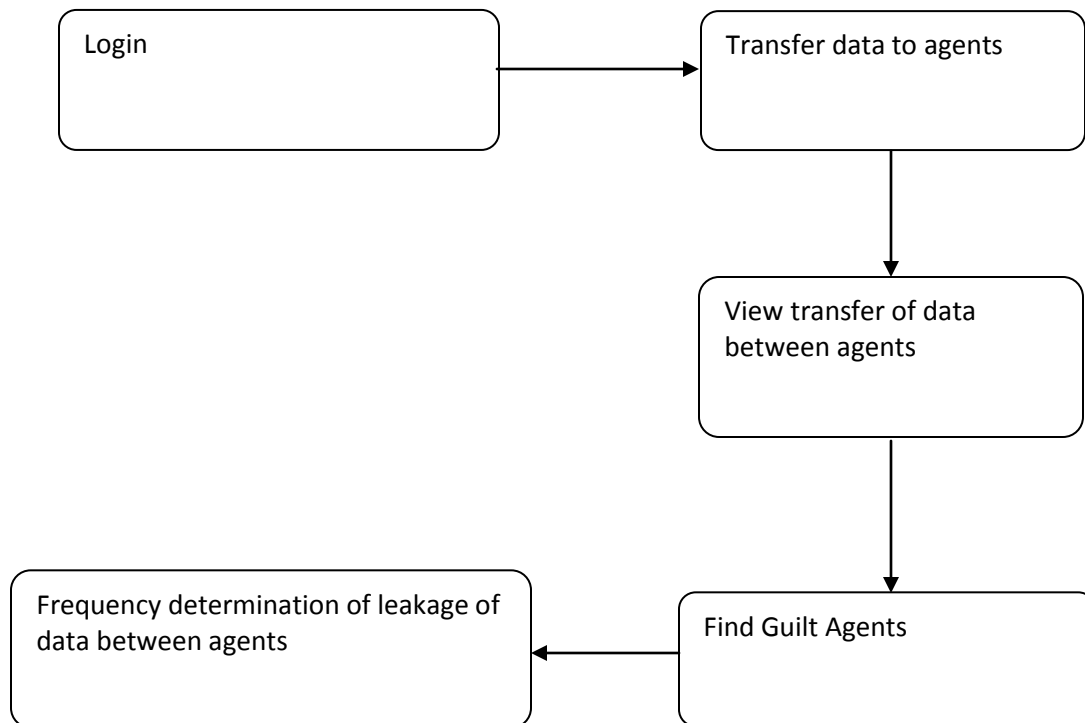 Login
Transfer data to agents
View transfer of data
between agents
Find Guilt Agents
Frequency determination of leakage of
data between agents